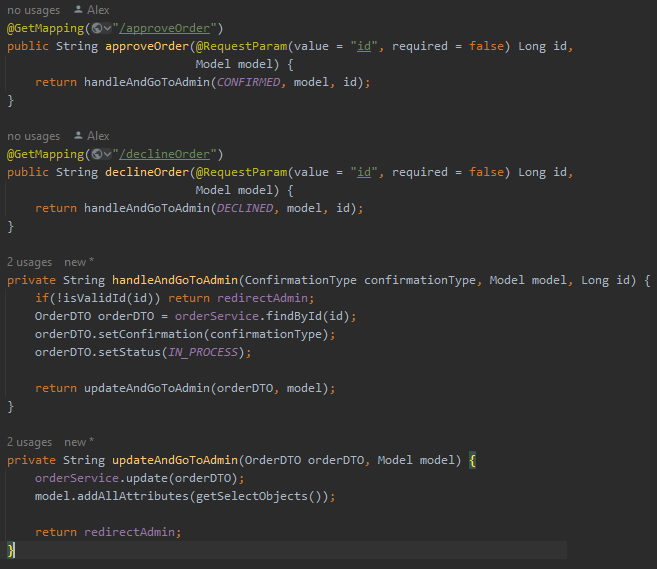 no usages Alex
@GetMapping("/approveOrder")
public String approveOrder(@RequestParam(value = "id", required = false) Long id,
                           Model model) {
    return handleAndGoToAdmin(CONFIRMED, model, id);
}
no usages Alex
@GetMapping("/declineOrder")
public String declineOrder(@RequestParam(value = "id", required = false) Long id,
                           Model model) {
    return handleAndGoToAdmin(DECLINED, model, id);
}
2 usages new *
private String handleAndGoToAdmin(ConfirmationType confirmationType, Model model, Long id) {
    if(!isValidId(id)) return redirectAdmin;
    OrderDTO orderDTO = orderService.findById(id);
    orderDTO.setConfirmation(confirmationType);
    orderDTO.setStatus(IN_PROCESS);
    return updateAndGoToAdmin(orderDTO, model);
}
2 usages new *
private String updateAndGoToAdmin(OrderDTO orderDTO, Model model) {
    orderService.update(orderDTO);
    model.addAllAttributes(getSelectObjects());
    return redirectAdmin;
}